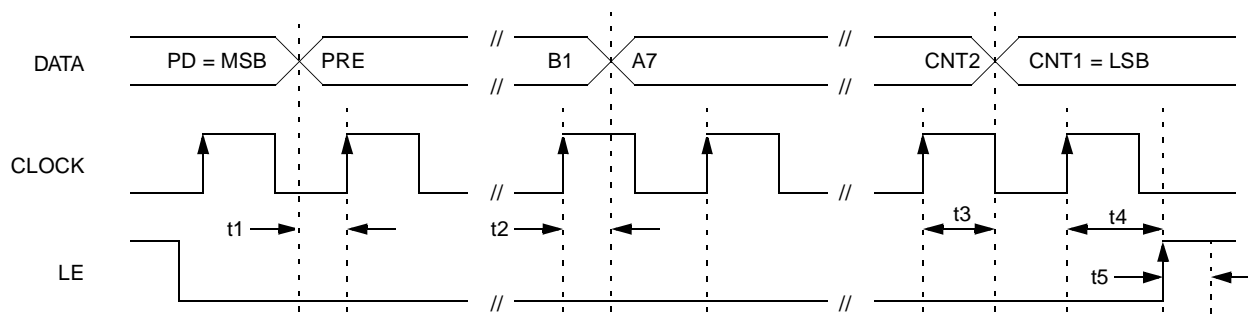 DATA PD = MSB PRE // B1 A7 // CNT2 CNT1 = LSB
// //
CLOCK
// //
t1 t2 t3 t4
LE t5
// //